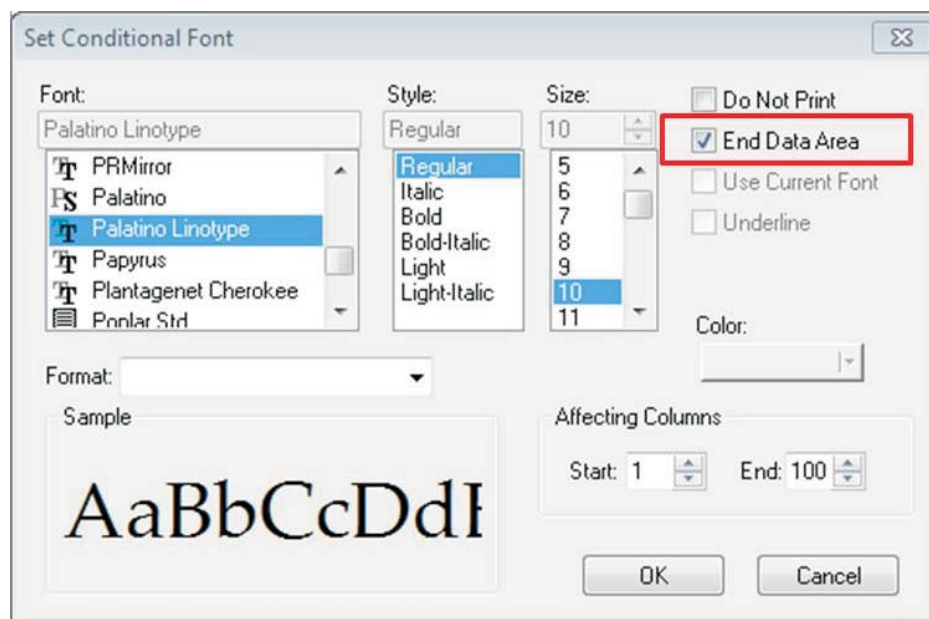 Set Conditional Font
Font:
Style:
Size:
Do Not Print
Palatino Linotype
Regular
10
End Data Area
PRMirror
Palatino
Palatino Linotype
Papyrus
Plantagenet Cherokee
Poplar Std
Regular
Italic
Bold
Bold-Italic
Light
Light-Italic
5
6
7
8
9
10
11
Use Current Font
Underline
Color:
Format:
Sample
AaBbCcDdE
Affecting Columns
Start: 1 End: 100
OK Cancel